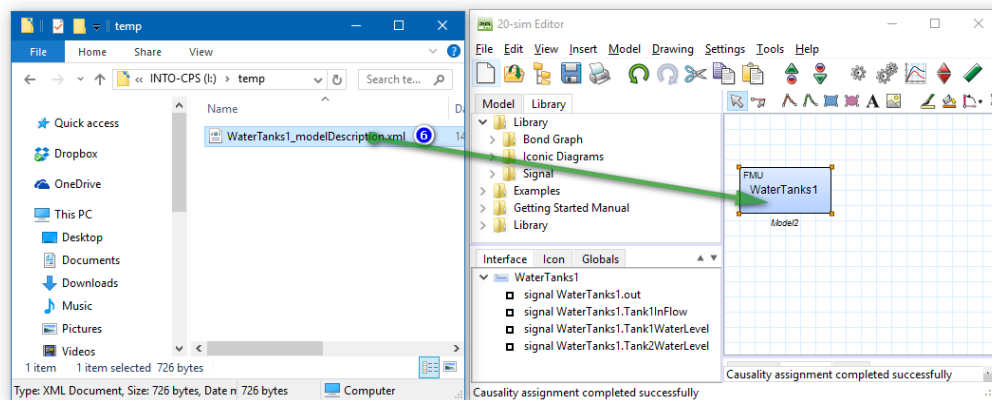 temp
File Home Share View
« INTO-CPS (I:) › temp
Search te...
Name
Da
Quick access
WaterTanks1_modelDescription.xml 6 14
Dropbox
OneDrive
This PC
Desktop
Documents
Downloads
Music
Pictures
Videos
1 item 1 item selected 726 bytes
Type: XML Document, Size: 726 bytes, Date n 726 bytes Computer
20-sim Editor
File Edit View Insert Model Drawing Settings Tools Help
Model Library
A
Library
Bond Graph
Iconic Diagrams
Signal
Examples
Getting Started Manual
Library
FMU
WaterTanks1
Model2
Interface Icon Globals
WaterTanks1
signal WaterTanks1.out
signal WaterTanks1.Tank1InFlow
signal WaterTanks1.Tank1WaterLevel
signal WaterTanks1.Tank2WaterLevel
Causality assignment completed successfully
Causality assignment completed successfully